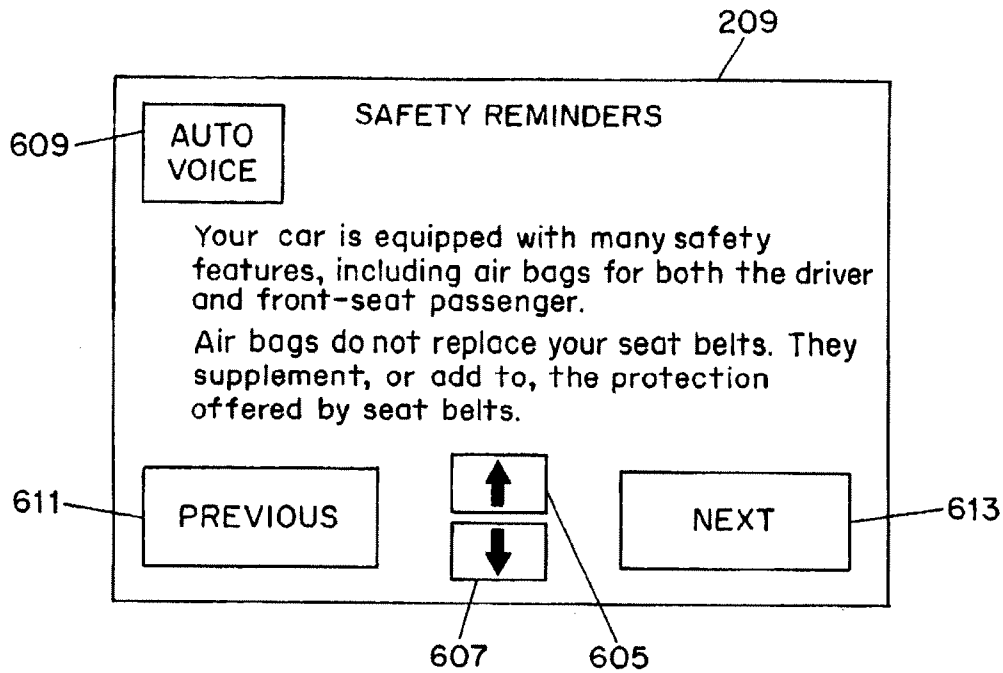 209
SAFETY REMINDERS
609
AUTO
VOICE
Your car is equipped with many safety
features, including air bags for both the driver
and front-seat passenger.
Air bags do not replace your seat belts. They
supplement, or add to, the protection
offered by seat belts.
611
PREVIOUS
NEXT
613
607
605